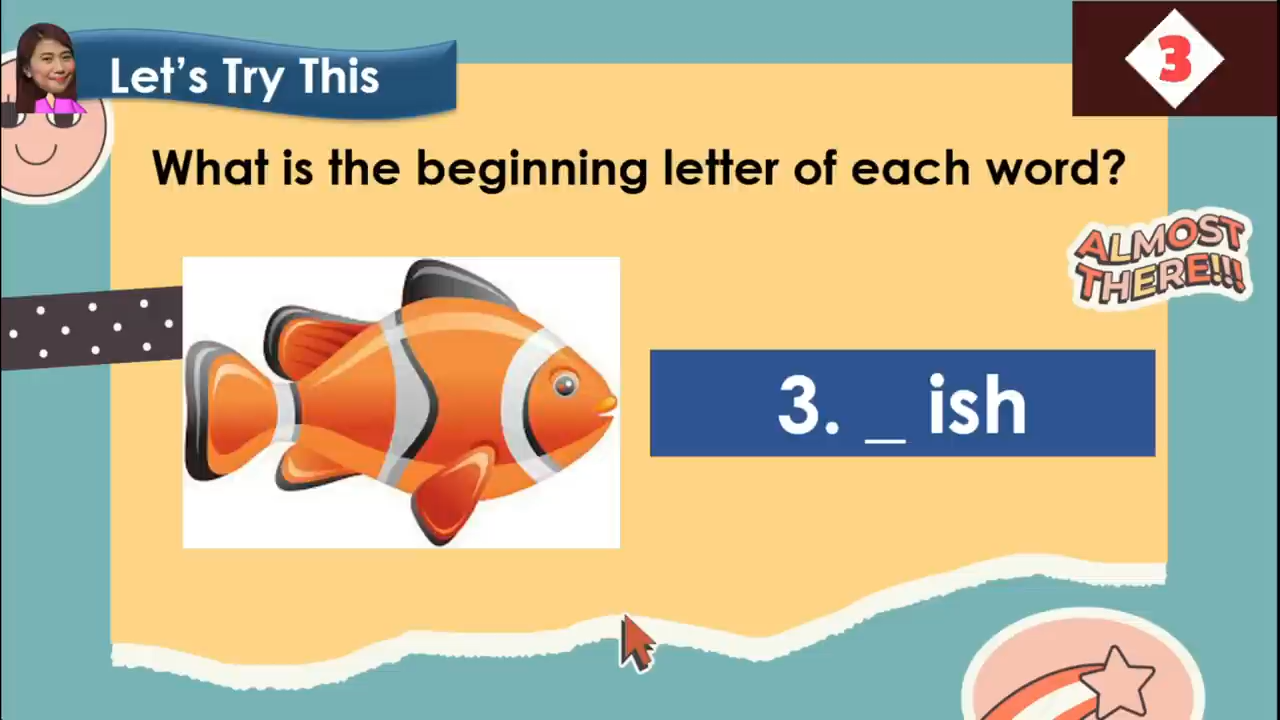 Let's Try This
3
What is the beginning letter of each word?
ALMOST
THERE!!!
3. _ ish